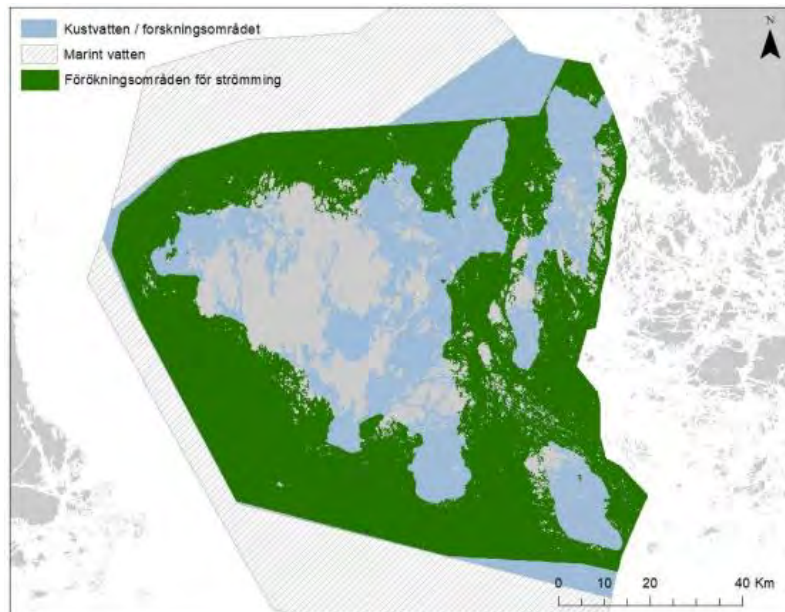 Kustvatten / forskningsområdet
Marint vatten
Förökningsområden för strömming
N
0 10 20 40 Km